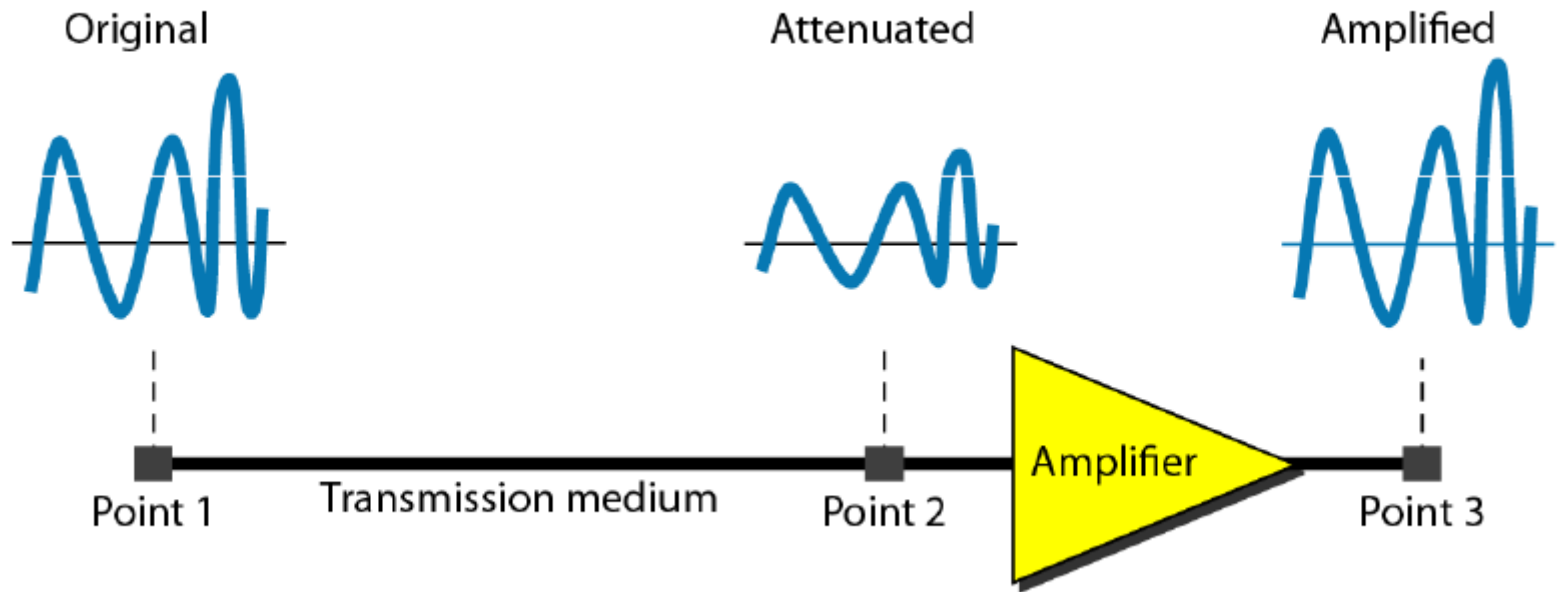 Original
Attenuated
Amplified
Amplifier
Transmission medium
Point 1
Point 2
Point 3